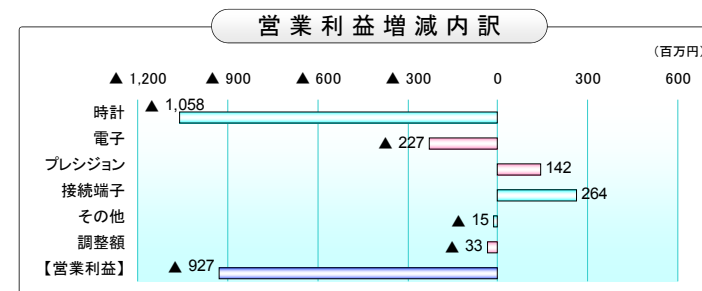 営業利益増減内訳
(百万円)
▲ 1,200 ▲ 900 ▲ 600 ▲ 300 0 300 600
時計 ▲ 1,058
電子 ▲ 227
プレシジョン 142
接続端子 264
その他 ▲ 15
調整額 ▲ 33
【営業利益】 ▲ 927